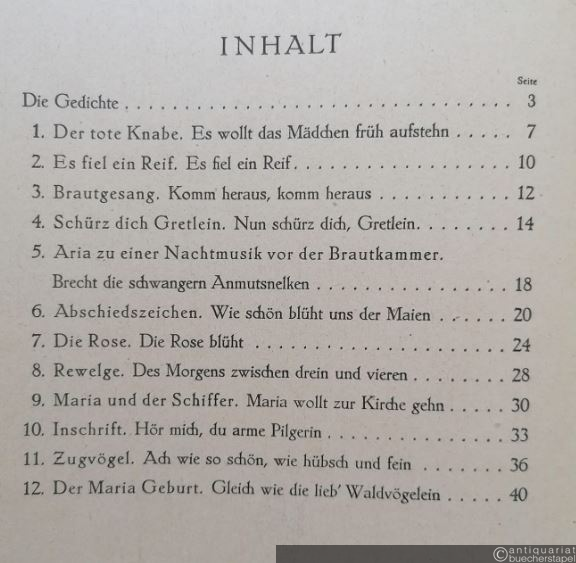 INHALT
Seite
Die Gedichte . . . . . . . . . . . . . . . . . . . . . . . . . . . . . . . . . . 3
1. Der tote Knabe. Es wollt das Mädchen früh aufstehn . . . . . 7
2. Es fiel ein Reif. Es fiel ein Reif. . . . . . . . . . . . . . . . . . . . 10
3. Brautgesang. Komm heraus, komm heraus . . . . . . . . . . . 12
4. Schürz dich Gretlein. Nun schürz dich, Gretlein. . . . . . . . 14
5. Aria zu einer Nachtmusik vor der Brautkammer.
Brecht die schwangern Anmutsnelken . . . . . . . . . . . . . . . . 18
6. Abschiedszeichen. Wie schön blüht uns der Maien . . . . . . 20
7. Die Rose. Die Rose blüht . . . . . . . . . . . . . . . . . . . . . 24
8. Rewelge. Des Morgens zwischen drein und vieren . . . . . . . . 28
9. Maria und der Schiffer. Maria wollt zur Kirche gehn . . . . . 30
10. Inschrift. Hör mich, du arme Pilgerin . . . . . . . . . . . . . . . 33
11. Zugvögel. Ach wie so schön, wie hübsch und fein . . . . . . . 36
12. Der Maria Geburt. Gleich wie die lieb' Waldvögelein . . . . . 40
©antiquariat
buecherstapel